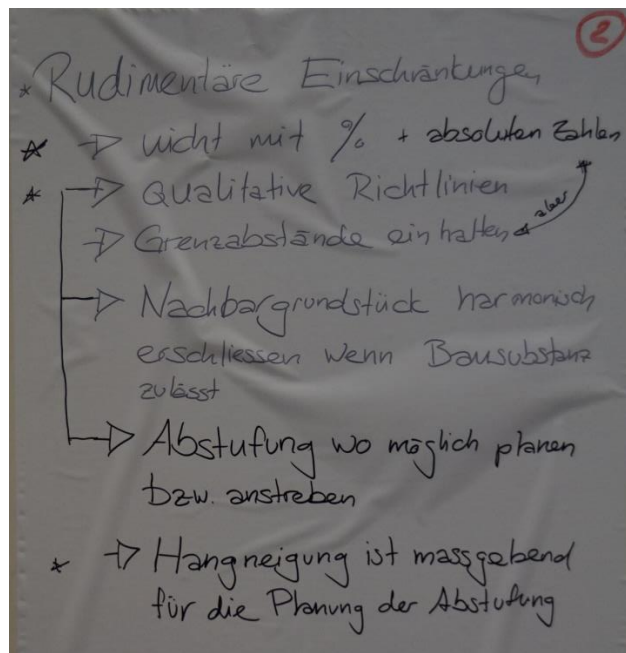 2
* Rudimentäre Einschränkungen
* → nicht mit % + absoluten Zahlen
* → Qualitative Richtlinien
aber
→ Grenzabstände einhalten
→ Nachbargrundstück harmonisch
erschliessen wenn Bausubstanz
zulässt
→ Abstufung wo möglich planen
bzw. anstreben
* → Hangneigung ist massgebend
für die Planung der Abstufung